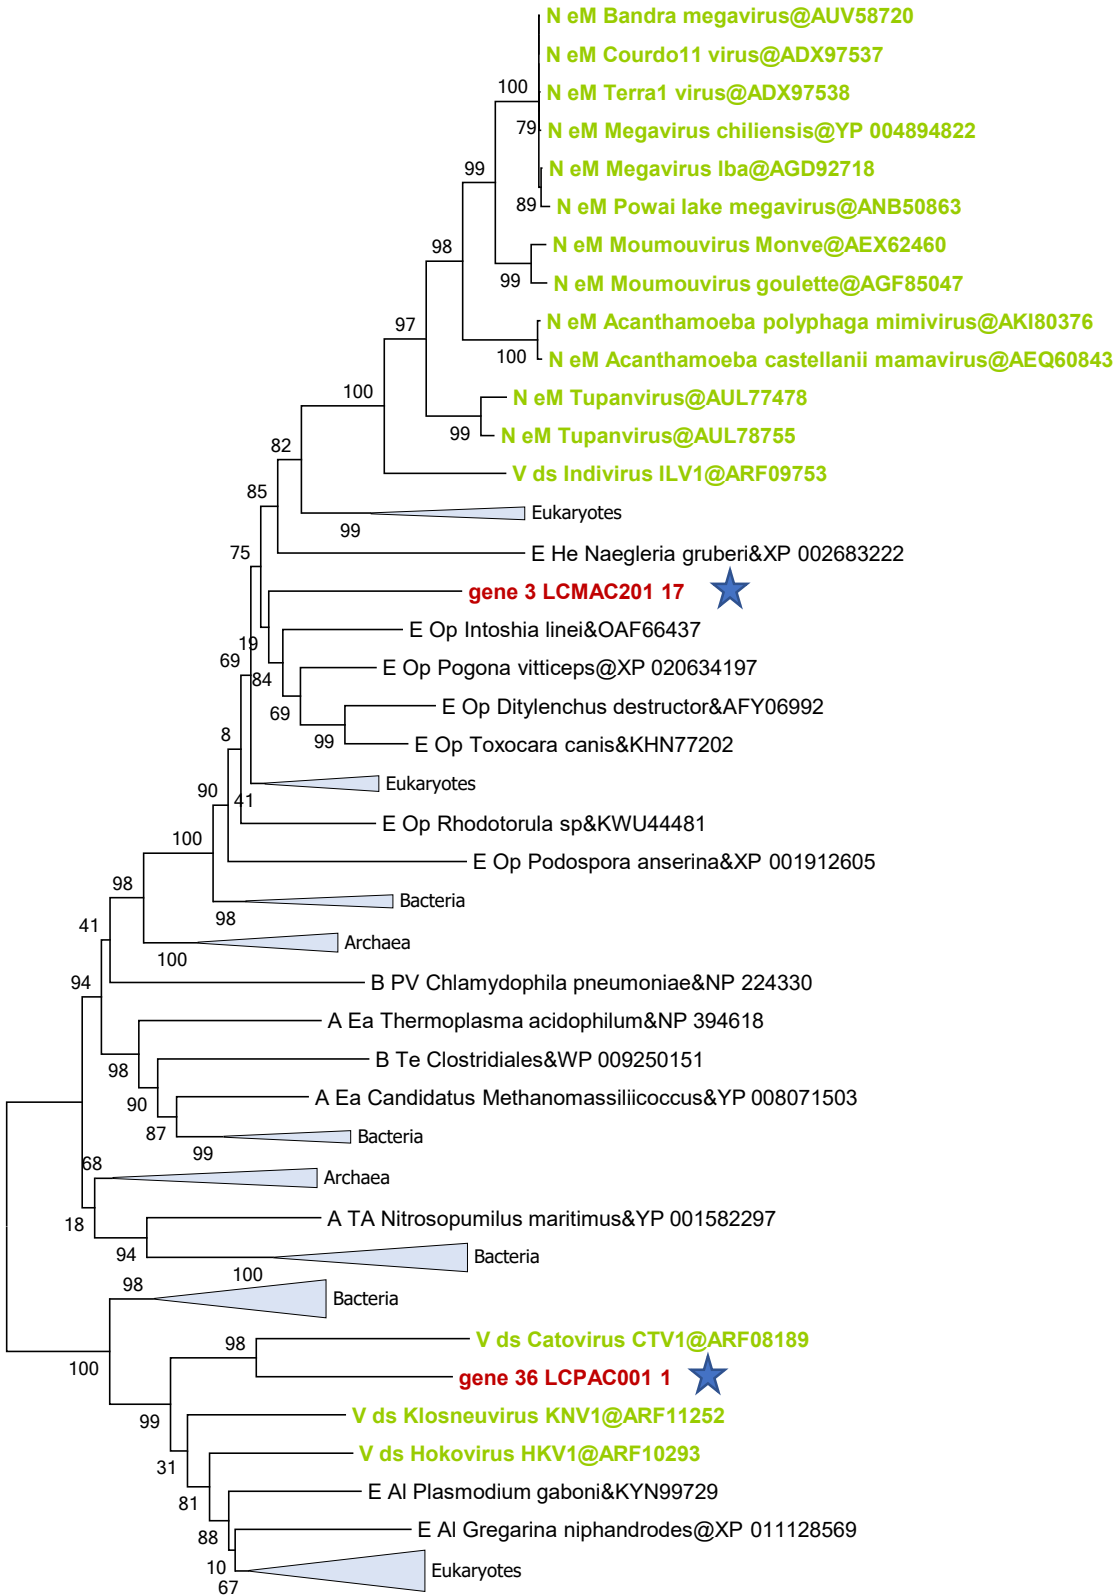 N eM Bandra megavirus@AUV58720
N eM Courdo11 virus@ADX97537
100
N eM Terra1 virus@ADX97538
79
N eM Megavirus chiliensis@YP 004894822
99
N eM Megavirus lba@AGD92718
89
N eM Powai lake megavirus@ANB50863
98
N eM Moumouvirus Monve@AEX62460
99
N eM Moumouvirus goulette@AGF85047
97
N eM Acanthamoeba polyphaga mimivirus@AKI80376
100
N eM Acanthamoeba castellanii mamavirus@AEQ60843
100
N eM Tupanvirus@AUL77478
99
N eM Tupanvirus@AUL78755
82
V ds Indivirus ILV1@ARF09753
85
Eukaryotes
99
75
E He Naegleria gruberi&XP 002683222
gene 3 LCMAC201 17
19
E Op Intoshia linei&OAF66437
69
84
E Op Pogona vitticeps@XP 020634197
69
E Op Ditylenchus destructor&AFY06992
8
99
E Op Toxocara canis&KHN77202
90
Eukaryotes
41
E Op Rhodotorula sp&KWU44481
100
E Op Podospora anserina&XP 001912605
98
Bacteria
98
41
Archaea
100
94
B PV Chlamydophila pneumoniae&NP 224330
A Ea Thermoplasma acidophilum&NP 394618
98
B Te Clostridiales&WP 009250151
90
A Ea Candidatus Methanomassiliicoccus&YP 008071503
87
Bacteria
99
68
Archaea
18
A TA Nitrosopumilus maritimus&YP 001582297
94
Bacteria
100
98
Bacteria
98
V ds Catovirus CTV1@ARF08189
100
gene 36 LCPAC001 1
99
V ds Klosneuvirus KNV1@ARF11252
31
V ds Hokovirus HKV1@ARF10293
81
E Al Plasmodium gaboni&KYN99729
88
E Al Gregarina niphandrodes@XP 011128569
10
Eukaryotes
67